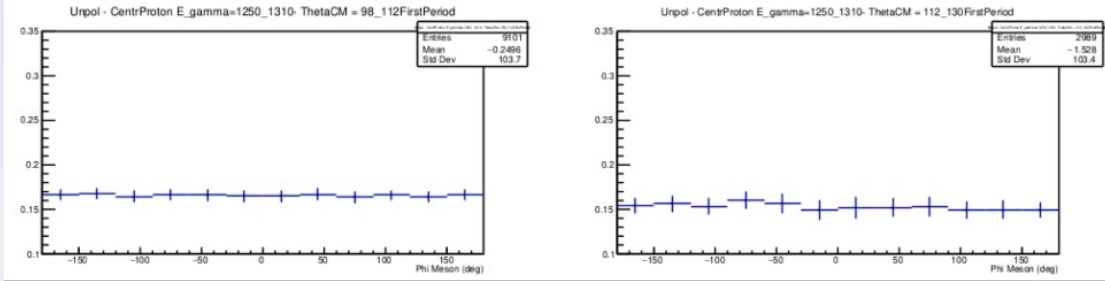 Unpol - CentrProton E_gamma=1250_1310- ThetaCM = 98_112FirstPeriod
Entries 9101
Mean −0.2496
Std Dev 103.7
0.35
0.3
0.25
0.2
0.15
0.1
−150 −100 −50 0 50 100 150
Phi Meson (deg)
Unpol - CentrProton E_gamma=1250_1310- ThetaCM = 112_130FirstPeriod
Entries 2989
Mean −1.528
Std Dev 103.4
0.35
0.3
0.25
0.2
0.15
0.1
−150 −100 −50 0 50 100 150
Phi Meson (deg)